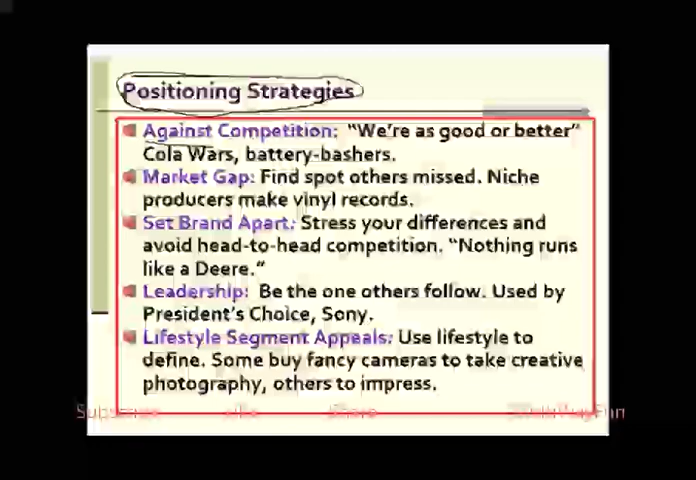 Positioning Strategies
Against Competition: “We’re as good or better”
Cola Wars, battery-bashers.
Market Gap: Find spot others missed. Niche
producers make vinyl records.
Set Brand Apart: Stress your differences and
avoid head-to-head competition. “Nothing runs
like a Deere.”
Leadership: Be the one others follow. Used by
President’s Choice, Sony.
Lifestyle Segment Appeals: Use lifestyle to
define. Some buy fancy cameras to take creative
photography, others to impress.
Share